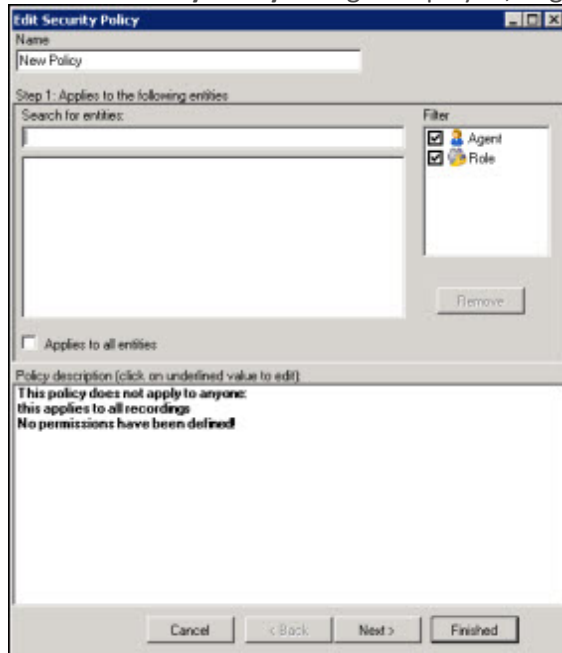 Edit Security Policy
Name
New Policy
Step 1: Applies to the following entities
Search for entities:
Filter
Agent
Role
Remove
Applies to all entities
Policy description (click on underlined value to edit):
This policy does not apply to anyone:
this applies to all recordings
No permissions have been defined!
Cancel
< Back
Next >
Finished